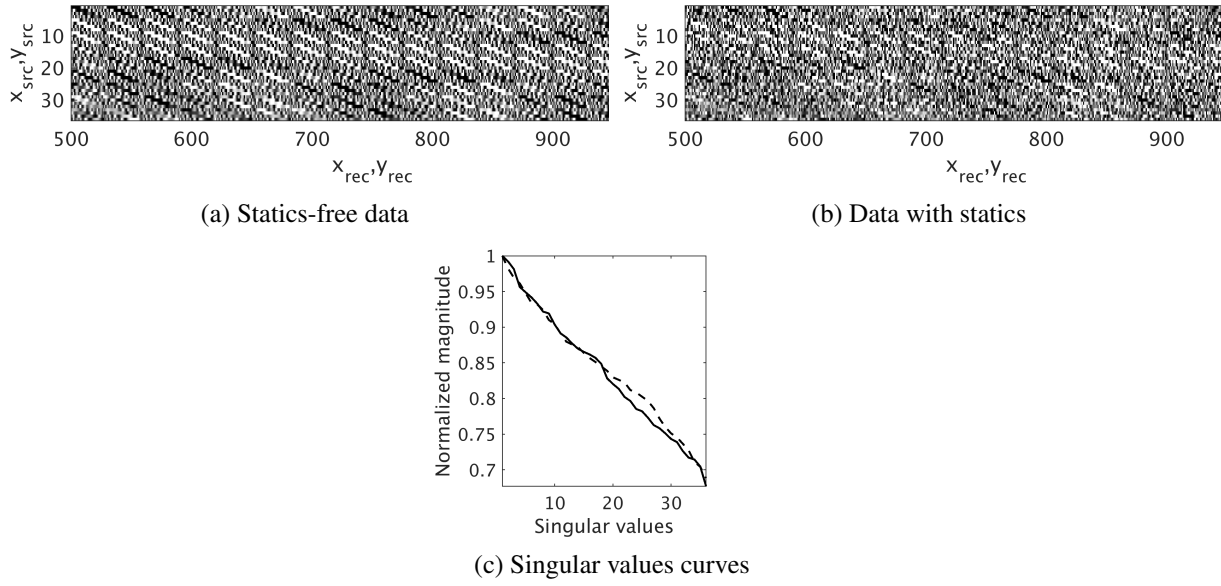 x_src,y_src
10
20
30
500 600 700 800 900
x_rec,y_rec
(a) Statics-free data
x_src,y_src
10
20
30
500 600 700 800 900
x_rec,y_rec
(b) Data with statics
Normalized magnitude
1
0.95
0.9
0.85
0.8
0.75
0.7
10 20 30
Singular values
(c) Singular values curves